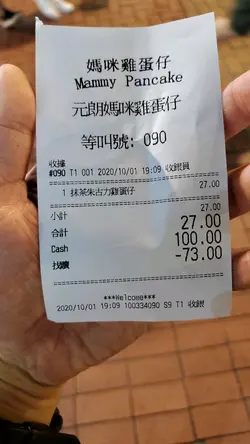 媽咪雞蛋仔
Mammy Pancake
元朗媽咪雞蛋仔
等叫號: 090
收據
#090 T1 001 2020/10/01 19:09 收銀員
1 抹茶朱古力雞蛋仔 27.00
27.00
小計 27.00
合計 100.00
Cash -73.00
找續
***Welcome***
2020/10/01 19:09 100334090 S9 T1 收銀